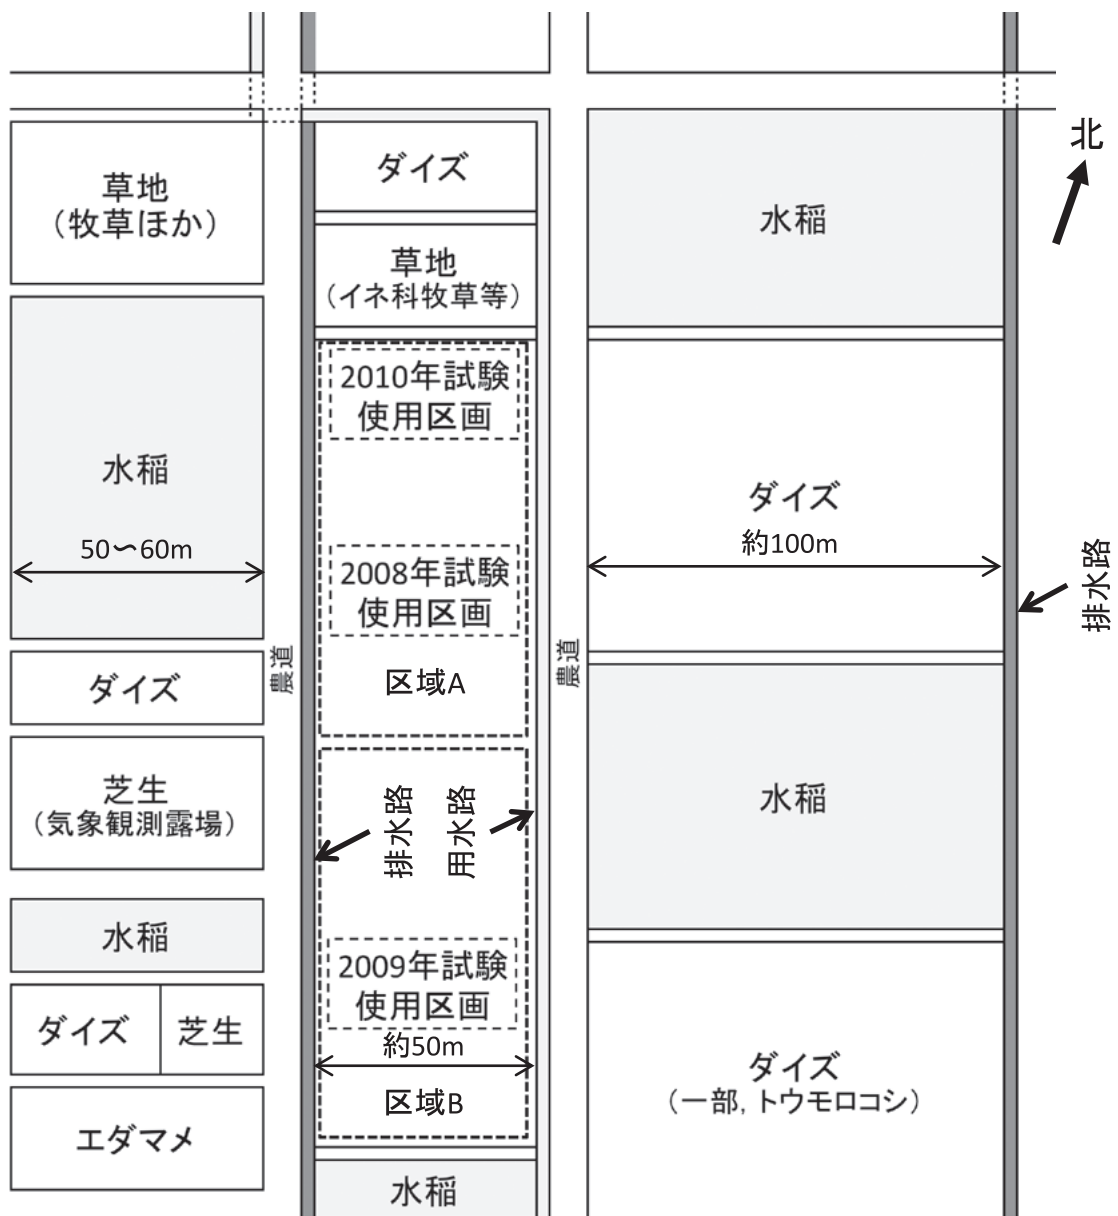 草地
（牧草ほか）
水稲
50〜60m
ダイズ
芝生
（気象観測露場）
水稲
ダイズ
芝生
エダマメ
農道
ダイズ
草地
（イネ科牧草等）
2010年試験
使用区画
2008年試験
使用区画
区域A
排水路
用水路
2009年試験
使用区画
約50m
区域B
水稲
農道
水稲
ダイズ
約100m
水稲
ダイズ
（一部, トウモロコシ）
北
排水路